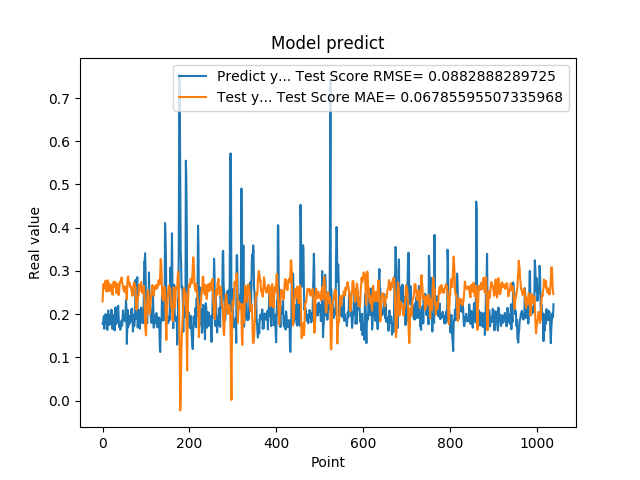 Model predict
Predict y... Test Score RMSE= 0.0882888289725
Test y... Test Score MAE= 0.06785595507335968
Real value
0.7
0.6
0.5
0.4
0.3
0.2
0.1
0.0
0 200 400 600 800 1000
Point